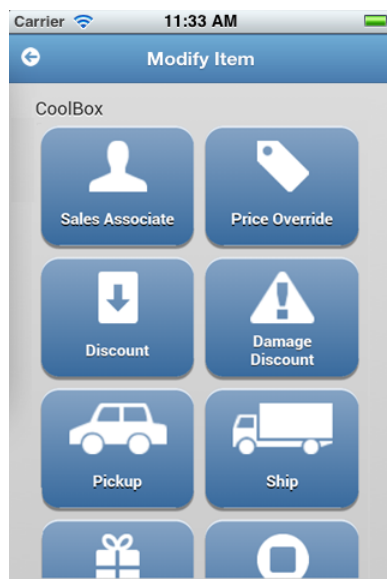 Carrier 11:33 AM
Modify Item
CoolBox
Sales Associate Price Override
Discount Damage
Discount
Pickup Ship